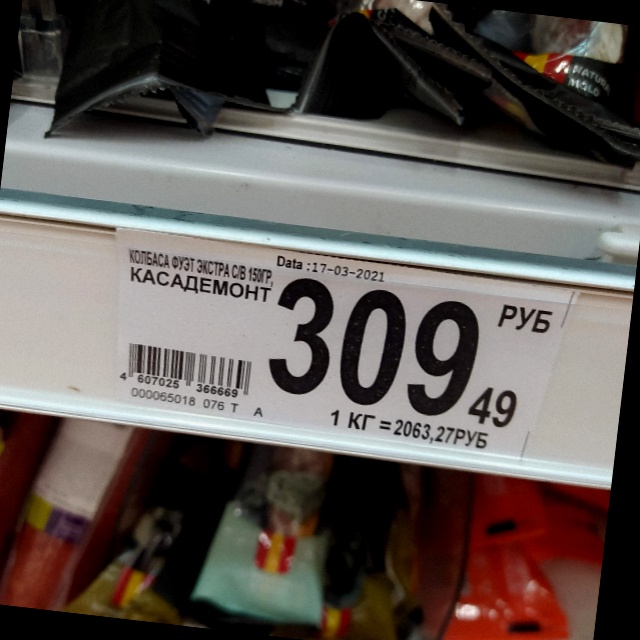 КОЛБАСА ФУЭТ ЭКСТРА С/В 150ГР,
Data :17-03-2021
КАСАДЕМОНТ
309 49 РУБ
4 607025 366669
000065018 076 T A
1 КГ = 2063,27РУБ